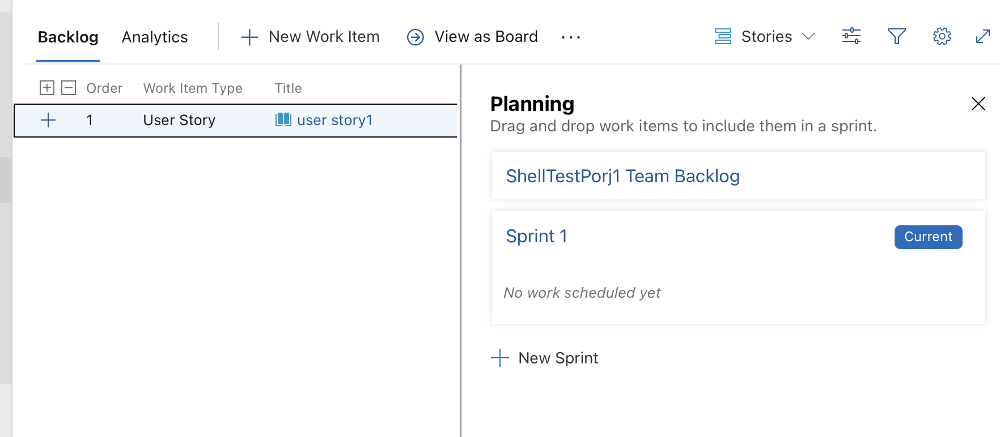 Backlog Analytics New Work Item View as Board ... Stories
Order Work Item Type Title
1 User Story user story1
Planning
Drag and drop work items to include them in a sprint.
ShellTestPorj1 Team Backlog
Sprint 1 Current
No work scheduled yet
New Sprint